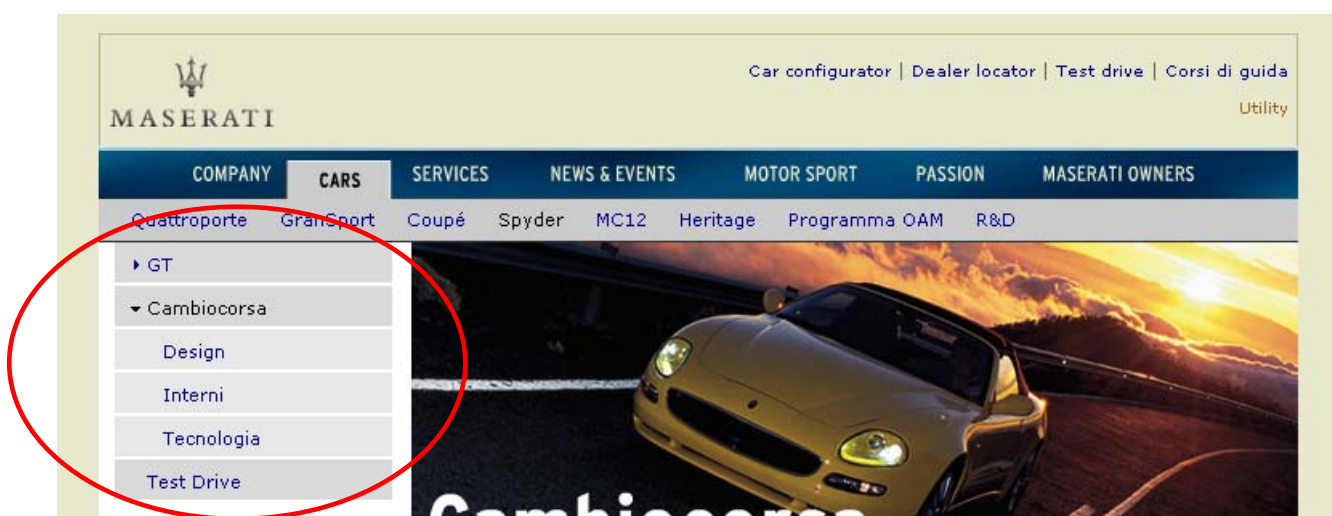 Car configurator | Dealer locator | Test drive | Corsi di guida
MASERATI
Utility
COMPANY CARS SERVICES NEWS & EVENTS MOTOR SPORT PASSION MASERATI OWNERS
Quattroporte GranSport Coupé Spyder MC12 Heritage Programma OAM R&D
GT
Cambiocorsa
Design
Interni
Tecnologia
Test Drive
Cambiocorsa